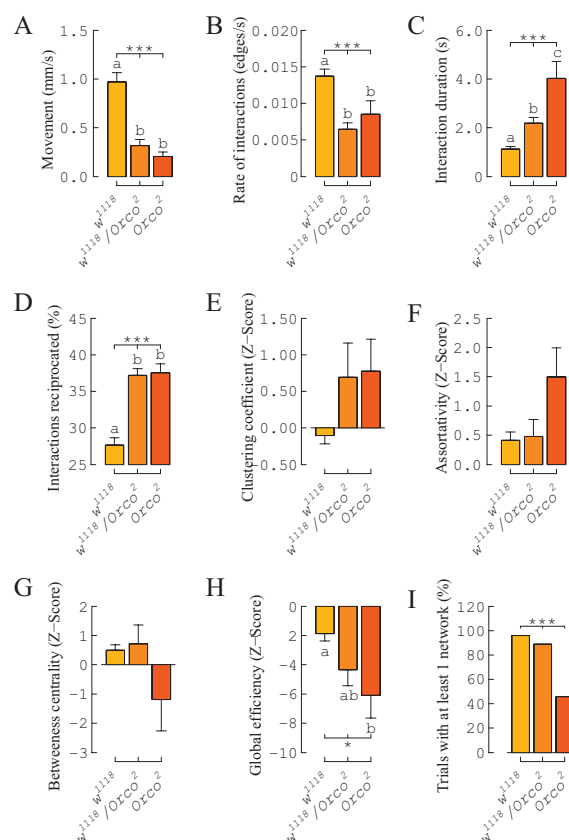 A
Movement (mm/s)
1.5
1.0
0.5
0.0
***
a
b
b
w¹¹¹⁸
w¹¹¹⁸/Orco²
Orco²
B
Rate of interactions (edges/s)
0.020
0.015
0.010
0.005
0
***
a
b
b
w¹¹¹⁸
w¹¹¹⁸/Orco²
Orco²
C
Interaction duration (s)
6.0
4.0
2.0
0
***
a
b
c
w¹¹¹⁸
w¹¹¹⁸/Orco²
Orco²
D
Interactions reciprocated (%)
45
40
35
30
25
***
a
b
b
w¹¹¹⁸
w¹¹¹⁸/Orco²
Orco²
E
Clustering coefficient (Z−Score)
1.50
1.00
0.50
0.00
0.50
w¹¹¹⁸
w¹¹¹⁸/Orco²
Orco²
F
Assortativity (Z−Score)
2.5
2.0
1.5
1.0
0.5
0.0
w¹¹¹⁸
w¹¹¹⁸/Orco²
Orco²
G
Betweeness centrality (Z−Score)
2
1
0
−1
−2
−3
w¹¹¹⁸
w¹¹¹⁸/Orco²
Orco²
H
Global efficiency (Z−Score)
0
2
−4
−6
−8
−10
a
ab
b
*
w¹¹¹⁸
w¹¹¹⁸/Orco²
Orco²
I
Trials with at least 1 network (%)
120
100
80
60
40
0
***
w¹¹¹⁸
w¹¹¹⁸/Orco²
Orco²